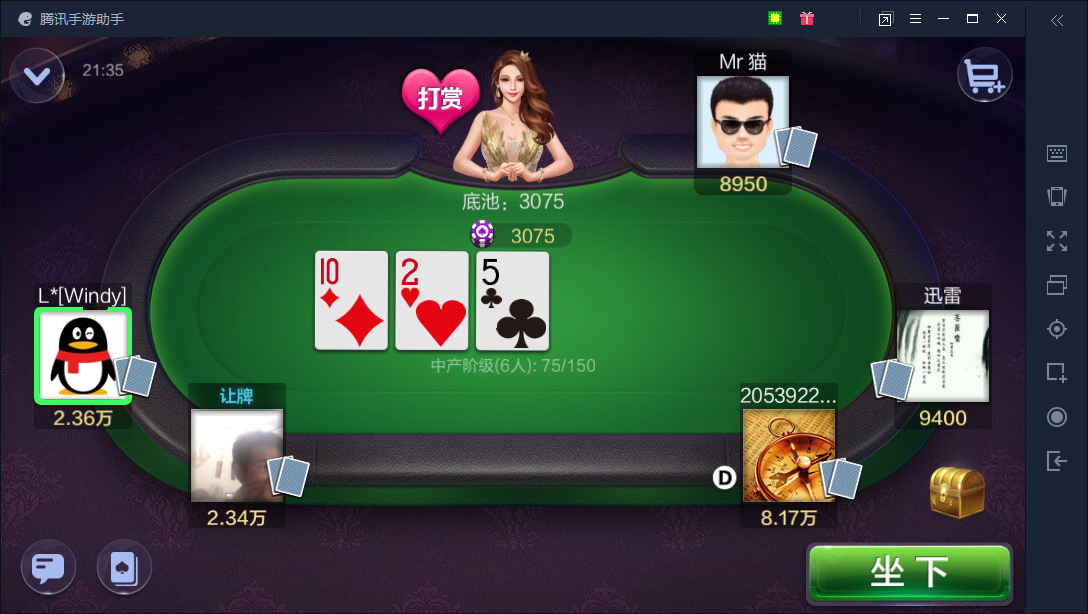 腾讯手游助手
21:35
打赏
Mr 猫
8950
底池：3075
3075
10
2
5
L*[Windy]
2.36万
中产阶级(6人): 75/150
迅雷
9400
让牌
2.34万
2053922...
D
8.17万
坐下